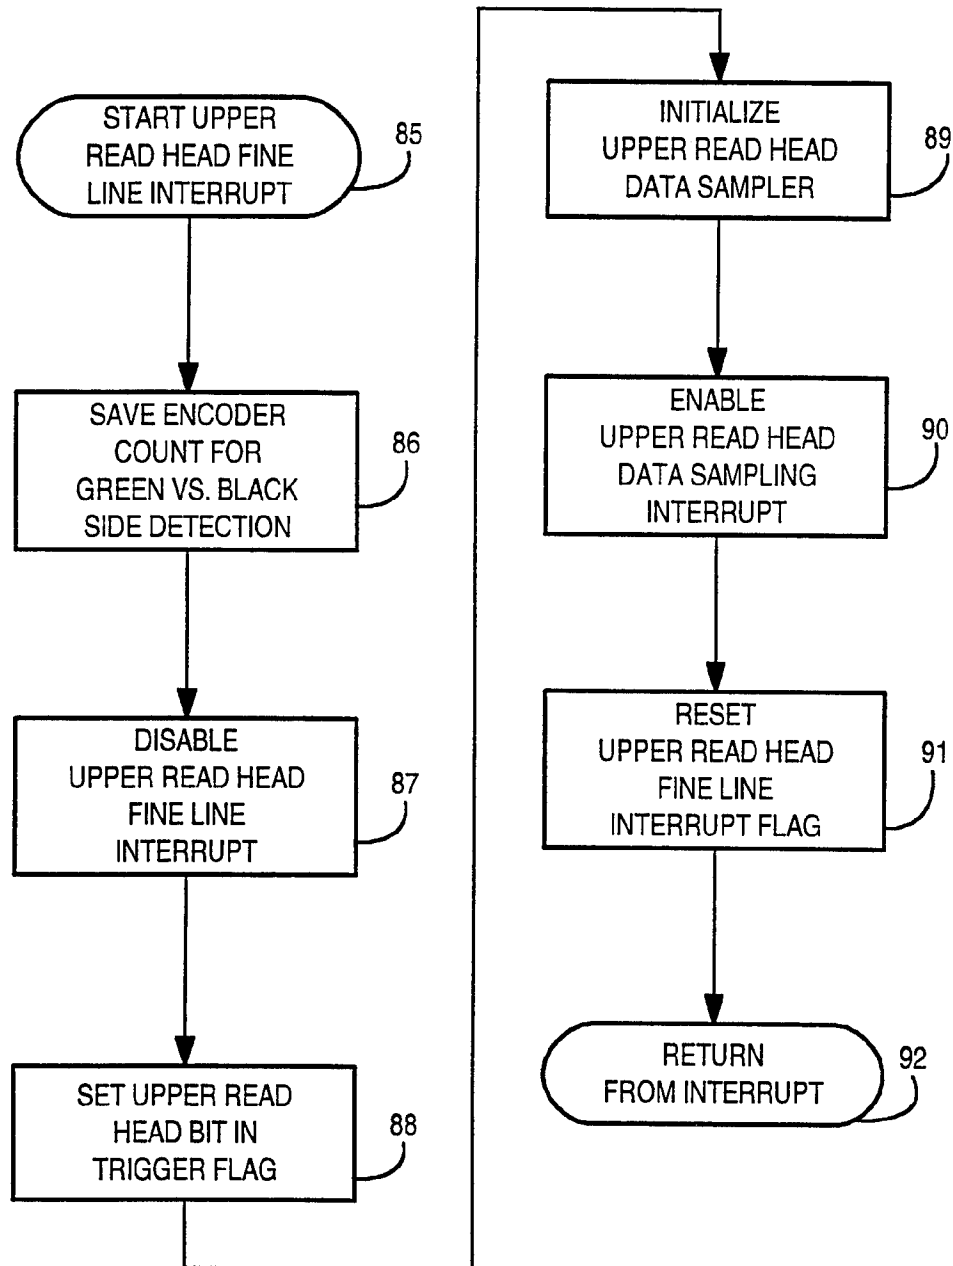 START UPPER
READ HEAD FINE
LINE INTERRUPT
85
SAVE ENCODER
COUNT FOR
GREEN VS. BLACK
SIDE DETECTION
86
DISABLE
UPPER READ HEAD
FINE LINE
INTERRUPT
87
SET UPPER READ
HEAD BIT IN
TRIGGER FLAG
88
INITIALIZE
UPPER READ HEAD
DATA SAMPLER
89
ENABLE
UPPER READ HEAD
DATA SAMPLING
INTERRUPT
90
RESET
UPPER READ HEAD
FINE LINE
INTERRUPT FLAG
91
RETURN
FROM INTERRUPT
92